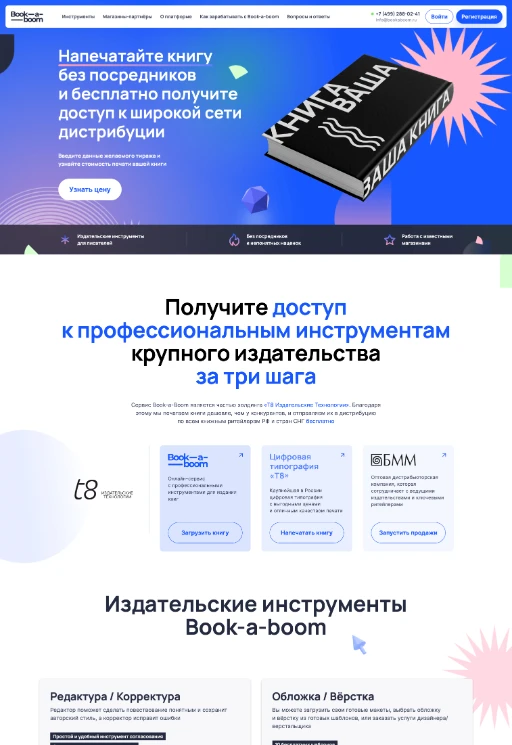 Book—a—
—boom
Инструменты Магазины-партнёры О платформе Как зарабатывать с Book-a-boom Вопросы и ответы
+7 (499) 288-02-41
info@bookaboom.ru
Войти
Регистрация
Напечатайте книгу
без посредников
и бесплатно получите
доступ к широкой сети
дистрибуции
Введите данные желаемого тиража и
узнайте стоимость печати вашей книги
Узнать цену
КНИГА
ВАША
ВАША КНИГА
Издательские инструменты
для писателей
Без посредников
и непонятных наценок
Работа с известными
магазинами
Получите доступ
к профессиональным инструментам
крупного издательства
за три шага
Сервис Book-a-Boom является частью холдинга «Т8 Издательские Технологии». Благодаря
этому мы печатаем книги дешевле, чем у конкурентов, и отправляем их в дистрибуцию
по всем книжным ритейлерам РФ и стран СНГ бесплатно
t8 ИЗДАТЕЛЬСКИЕ
ТЕХНОЛОГИИ
Book—a—
—boom
Онлайн-сервис
с профессиональными
инструментами для издания
книг
Загрузить книгу
Цифровая
типография
«Т8»
Крупнейшая в России
цифровая типография
с выгодными ценами
и отличным качеством печати
Напечатать книгу
БММ
Оптовая дистрибьюторская
компания, которая
сотрудничает с ведущими
издательствами и ключевыми
ритейлерами
Запустить продажи
Издательские инструменты
Book-a-boom
Редактура / Корректура
Редактор поможет сделать повествование понятным и сохранит
авторский стиль, а корректор исправит ошибки
Простой и удобный инструмент согласования
Обложка / Вёрстка
Вы можете загрузить свои готовые макеты, выбрать обложку
и вёрстку из готовых шаблонов, или заказать услуги дизайнера/
верстальщика